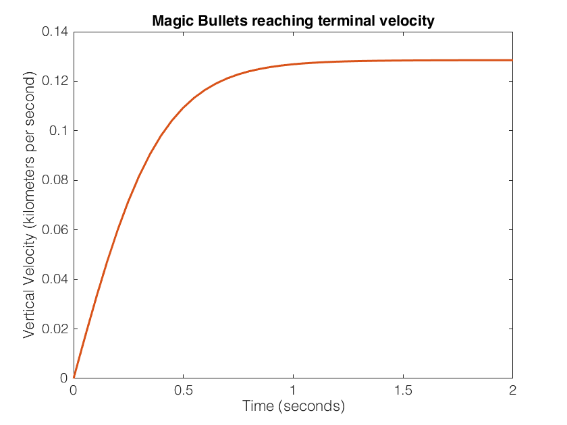 Magic Bullets reaching terminal velocity
0.14
0.12
0.1
0.08
0.06
0.04
0.02
0
Vertical Velocity (kilometers per second)
0 0.5 1 1.5 2
Time (seconds)